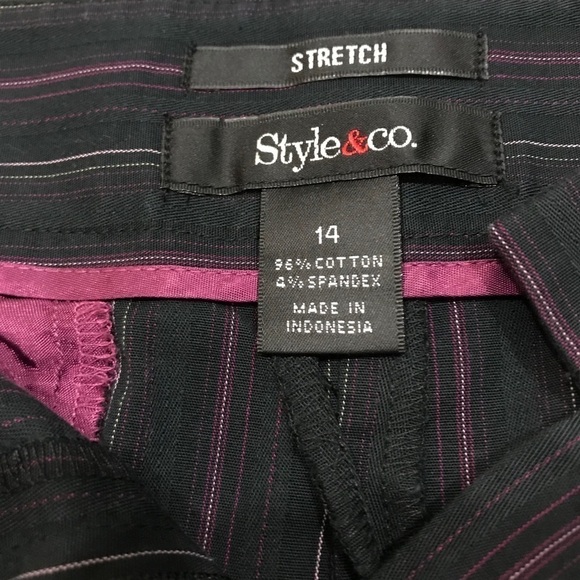 STRETCH
Style&co.
14
96% COTTON
4% SPANDEX
MADE IN
INDONESIA